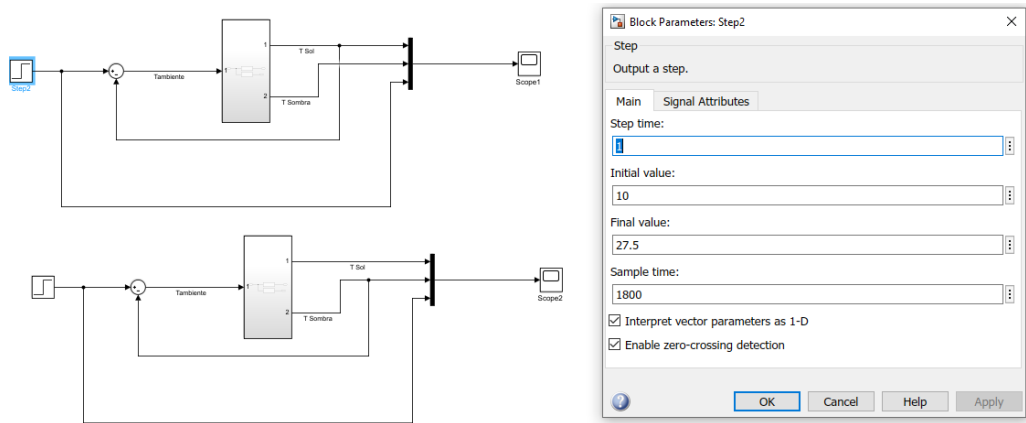 1
T Sol
Step2
+
-
Tambiente
1
Scope1
2
T Sombra
1
T Sol
+
-
Tambiente
1
Scope2
2
T Sombra
Block Parameters: Step2
Step
Output a step.
Main Signal Attributes
Step time:
1
Initial value:
10
Final value:
27.5
Sample time:
1800
Interpret vector parameters as 1-D
Enable zero-crossing detection
? OK Cancel Help Apply